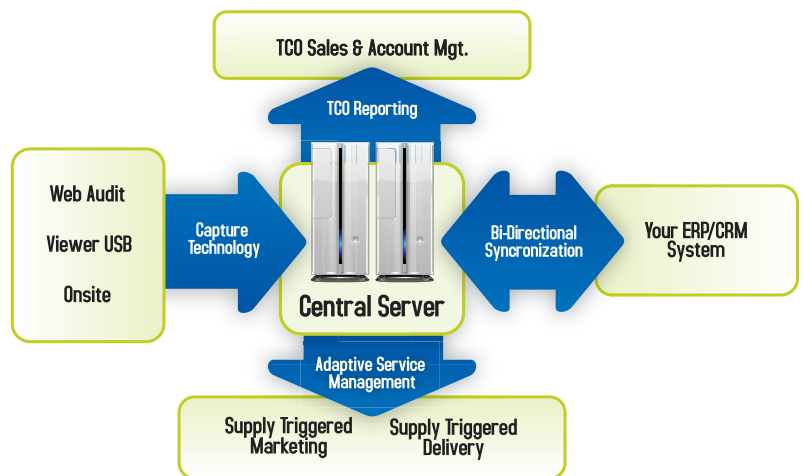 TCO Sales & Account Mgt.
TCO Reporting
Web Audit
Viewer USB
Onsite
Capture
Technology
Central Server
Bi-Directional
Syncronization
Your ERP/CRM
System
Adaptive Service
Management
Supply Triggered
Marketing
Supply Triggered
Delivery